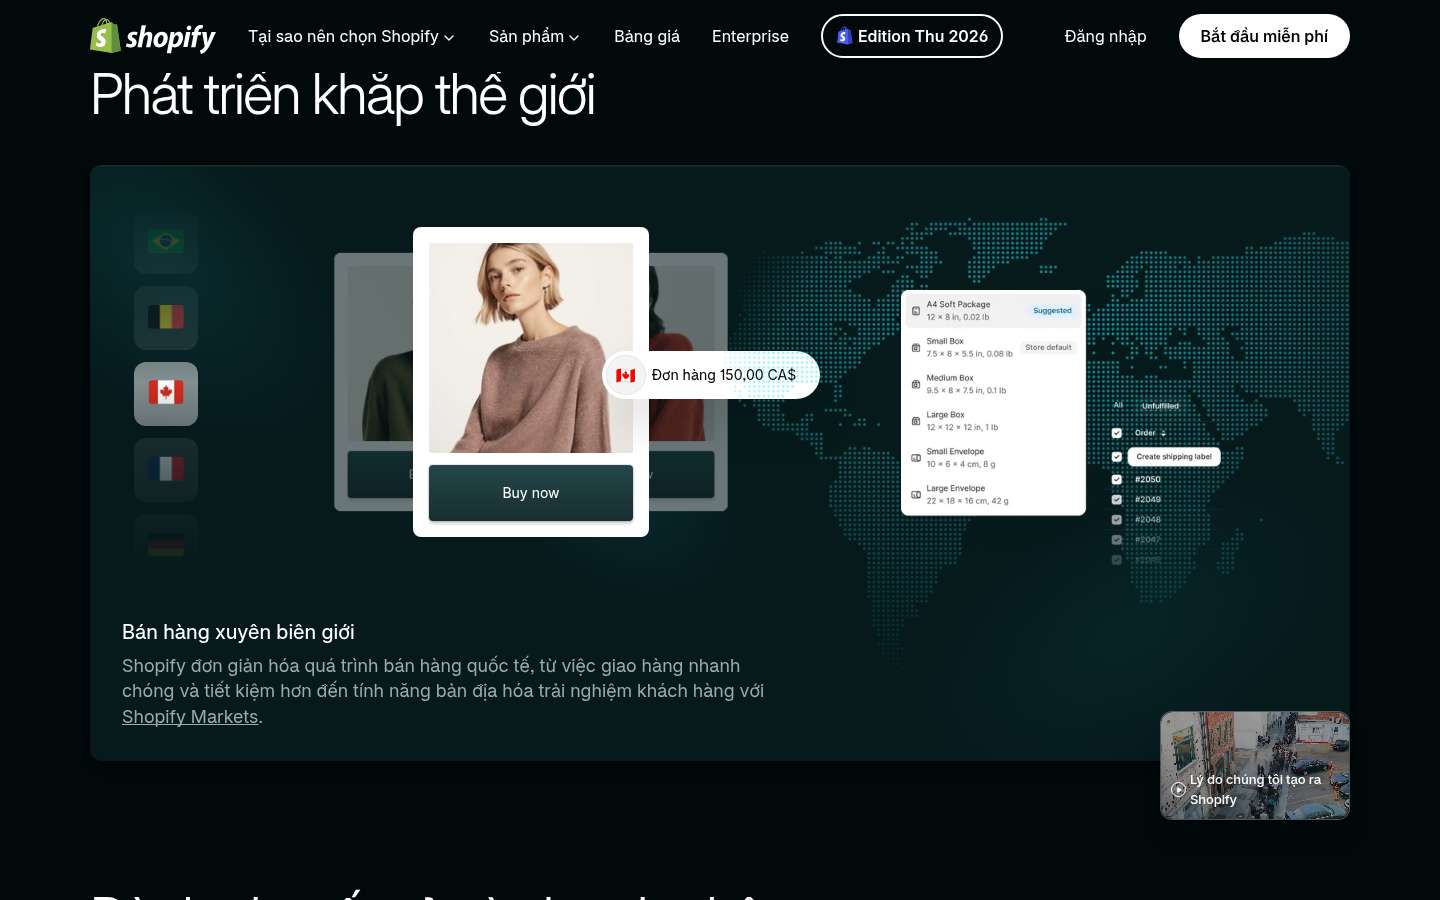 shopify
Tại sao nên chọn Shopify
Sản phẩm
Bảng giá
Enterprise
Edition Thu 2026
Đăng nhập
Bắt đầu miễn phí
Phát triển khắp thế giới
Đơn hàng 150,00 CA$
Buy now
A4 Soft Package
12 × 8 in, 0.02 lb
Suggested
Small Box
7.5 × 8 × 5.5 in, 0.08 lb
Store default
Medium Box
9.5 × 8 × 7.5 in, 0.1 lb
Large Box
12 × 12 × 12 in, 1 lb
Small Envelope
10 × 6 × 4 cm, 8 g
Large Envelope
22 × 18 × 16 cm, 42 g
All
Unfulfilled
Order
Create shipping label
#2050
#2049
#2048
#2047
Bán hàng xuyên biên giới
Shopify đơn giản hóa quá trình bán hàng quốc tế, từ việc giao hàng nhanh
chóng và tiết kiệm hơn đến tính năng bản địa hóa trải nghiệm khách hàng với
Shopify Markets.
Lý do chúng tôi tạo ra
Shopify